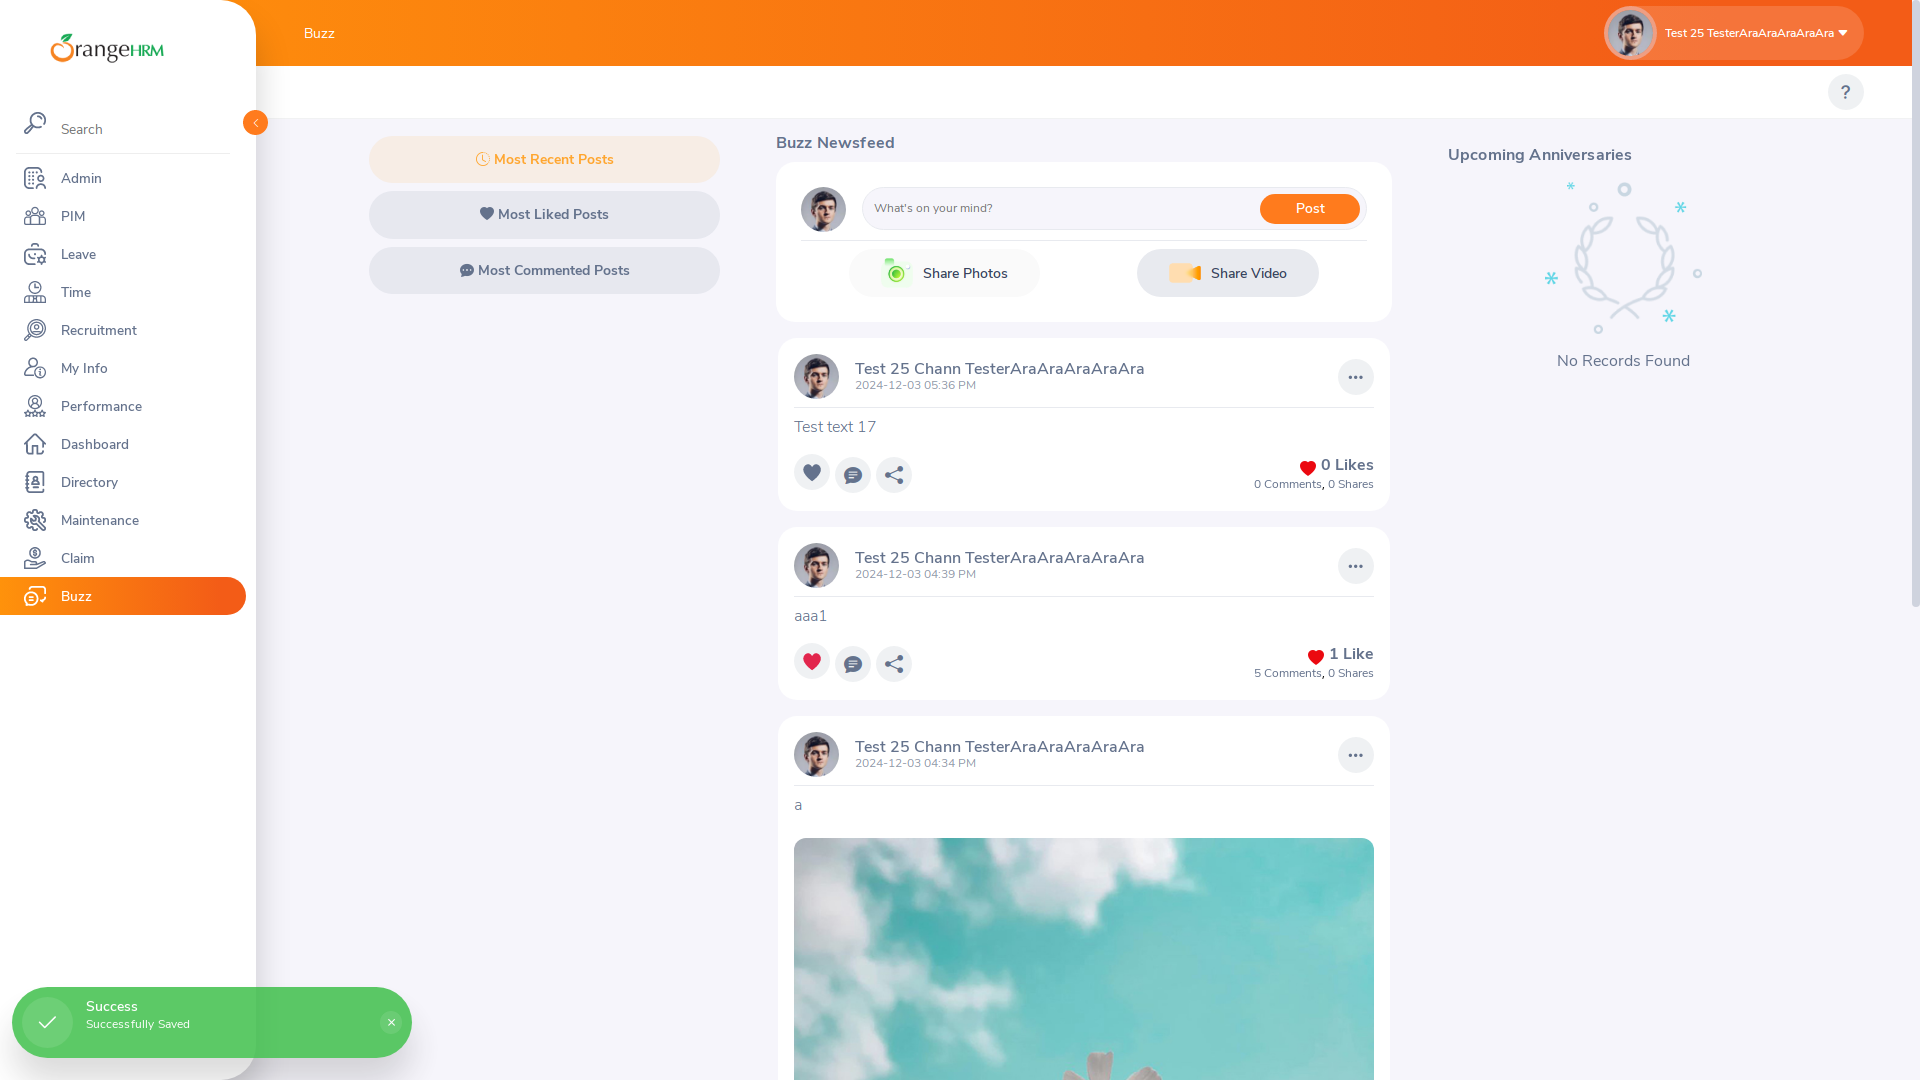 OrangeHRM
Search
Admin
PIM
Leave
Time
Recruitment
My Info
Performance
Dashboard
Directory
Maintenance
Claim
Buzz
Buzz
Test 25 TesterAraAraAraAraAra
?
Most Recent Posts
Most Liked Posts
Most Commented Posts
Buzz Newsfeed
What's on your mind?
Post
Share Photos
Share Video
Test 25 Chann TesterAraAraAraAraAra
2024-12-03 05:36 PM
Test text 17
0 Likes
0 Comments, 0 Shares
Test 25 Chann TesterAraAraAraAraAra
2024-12-03 04:39 PM
aaa1
1 Like
5 Comments, 0 Shares
Test 25 Chann TesterAraAraAraAraAra
2024-12-03 04:34 PM
a
Upcoming Anniversaries
No Records Found
Success
Successfully Saved
×